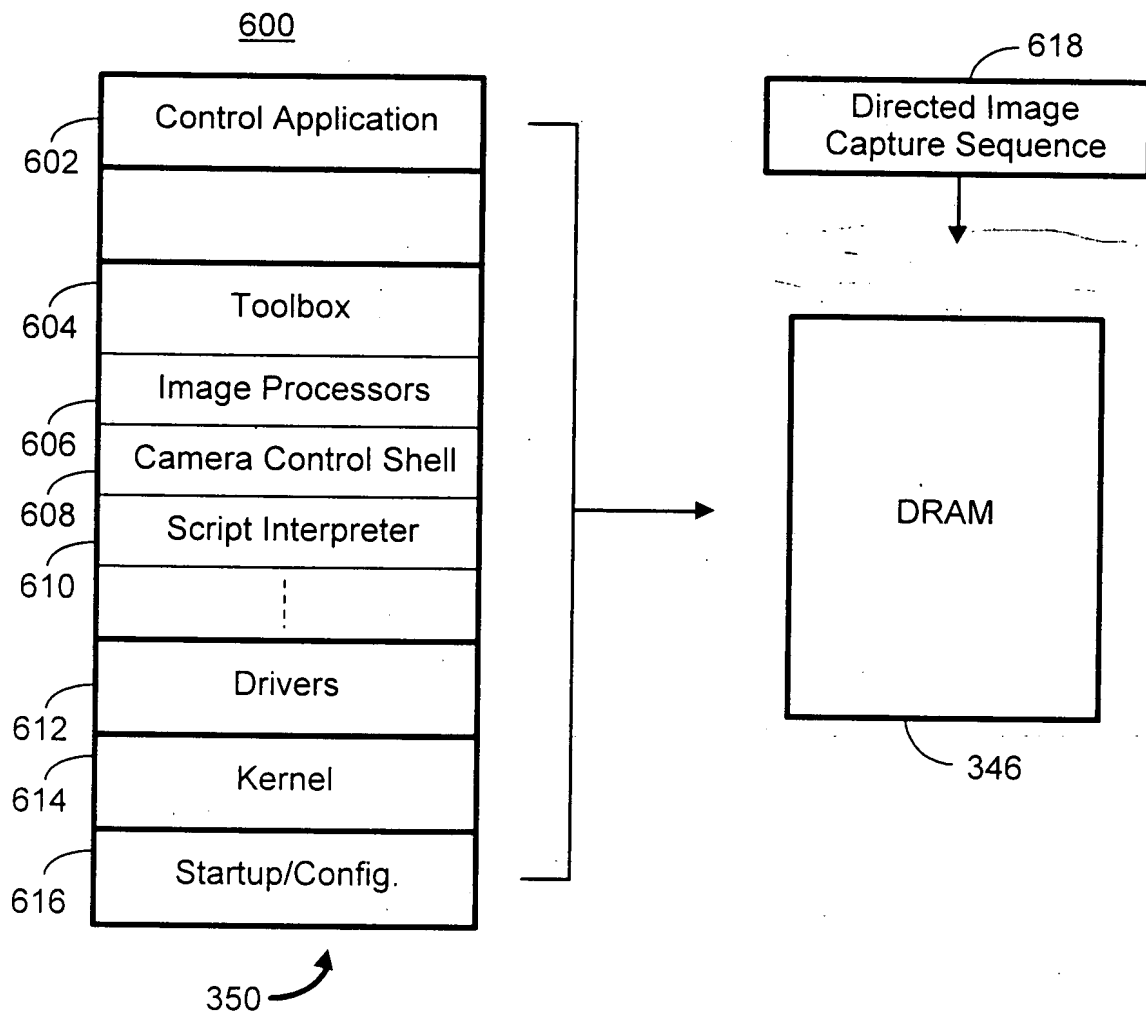 600
618
Control Application
Directed Image
Capture Sequence
602
Toolbox
604
Image Processors
606
Camera Control Shell
608
Script Interpreter
DRAM
610
Drivers
612
346
Kernel
614
Startup/Config.
616
350